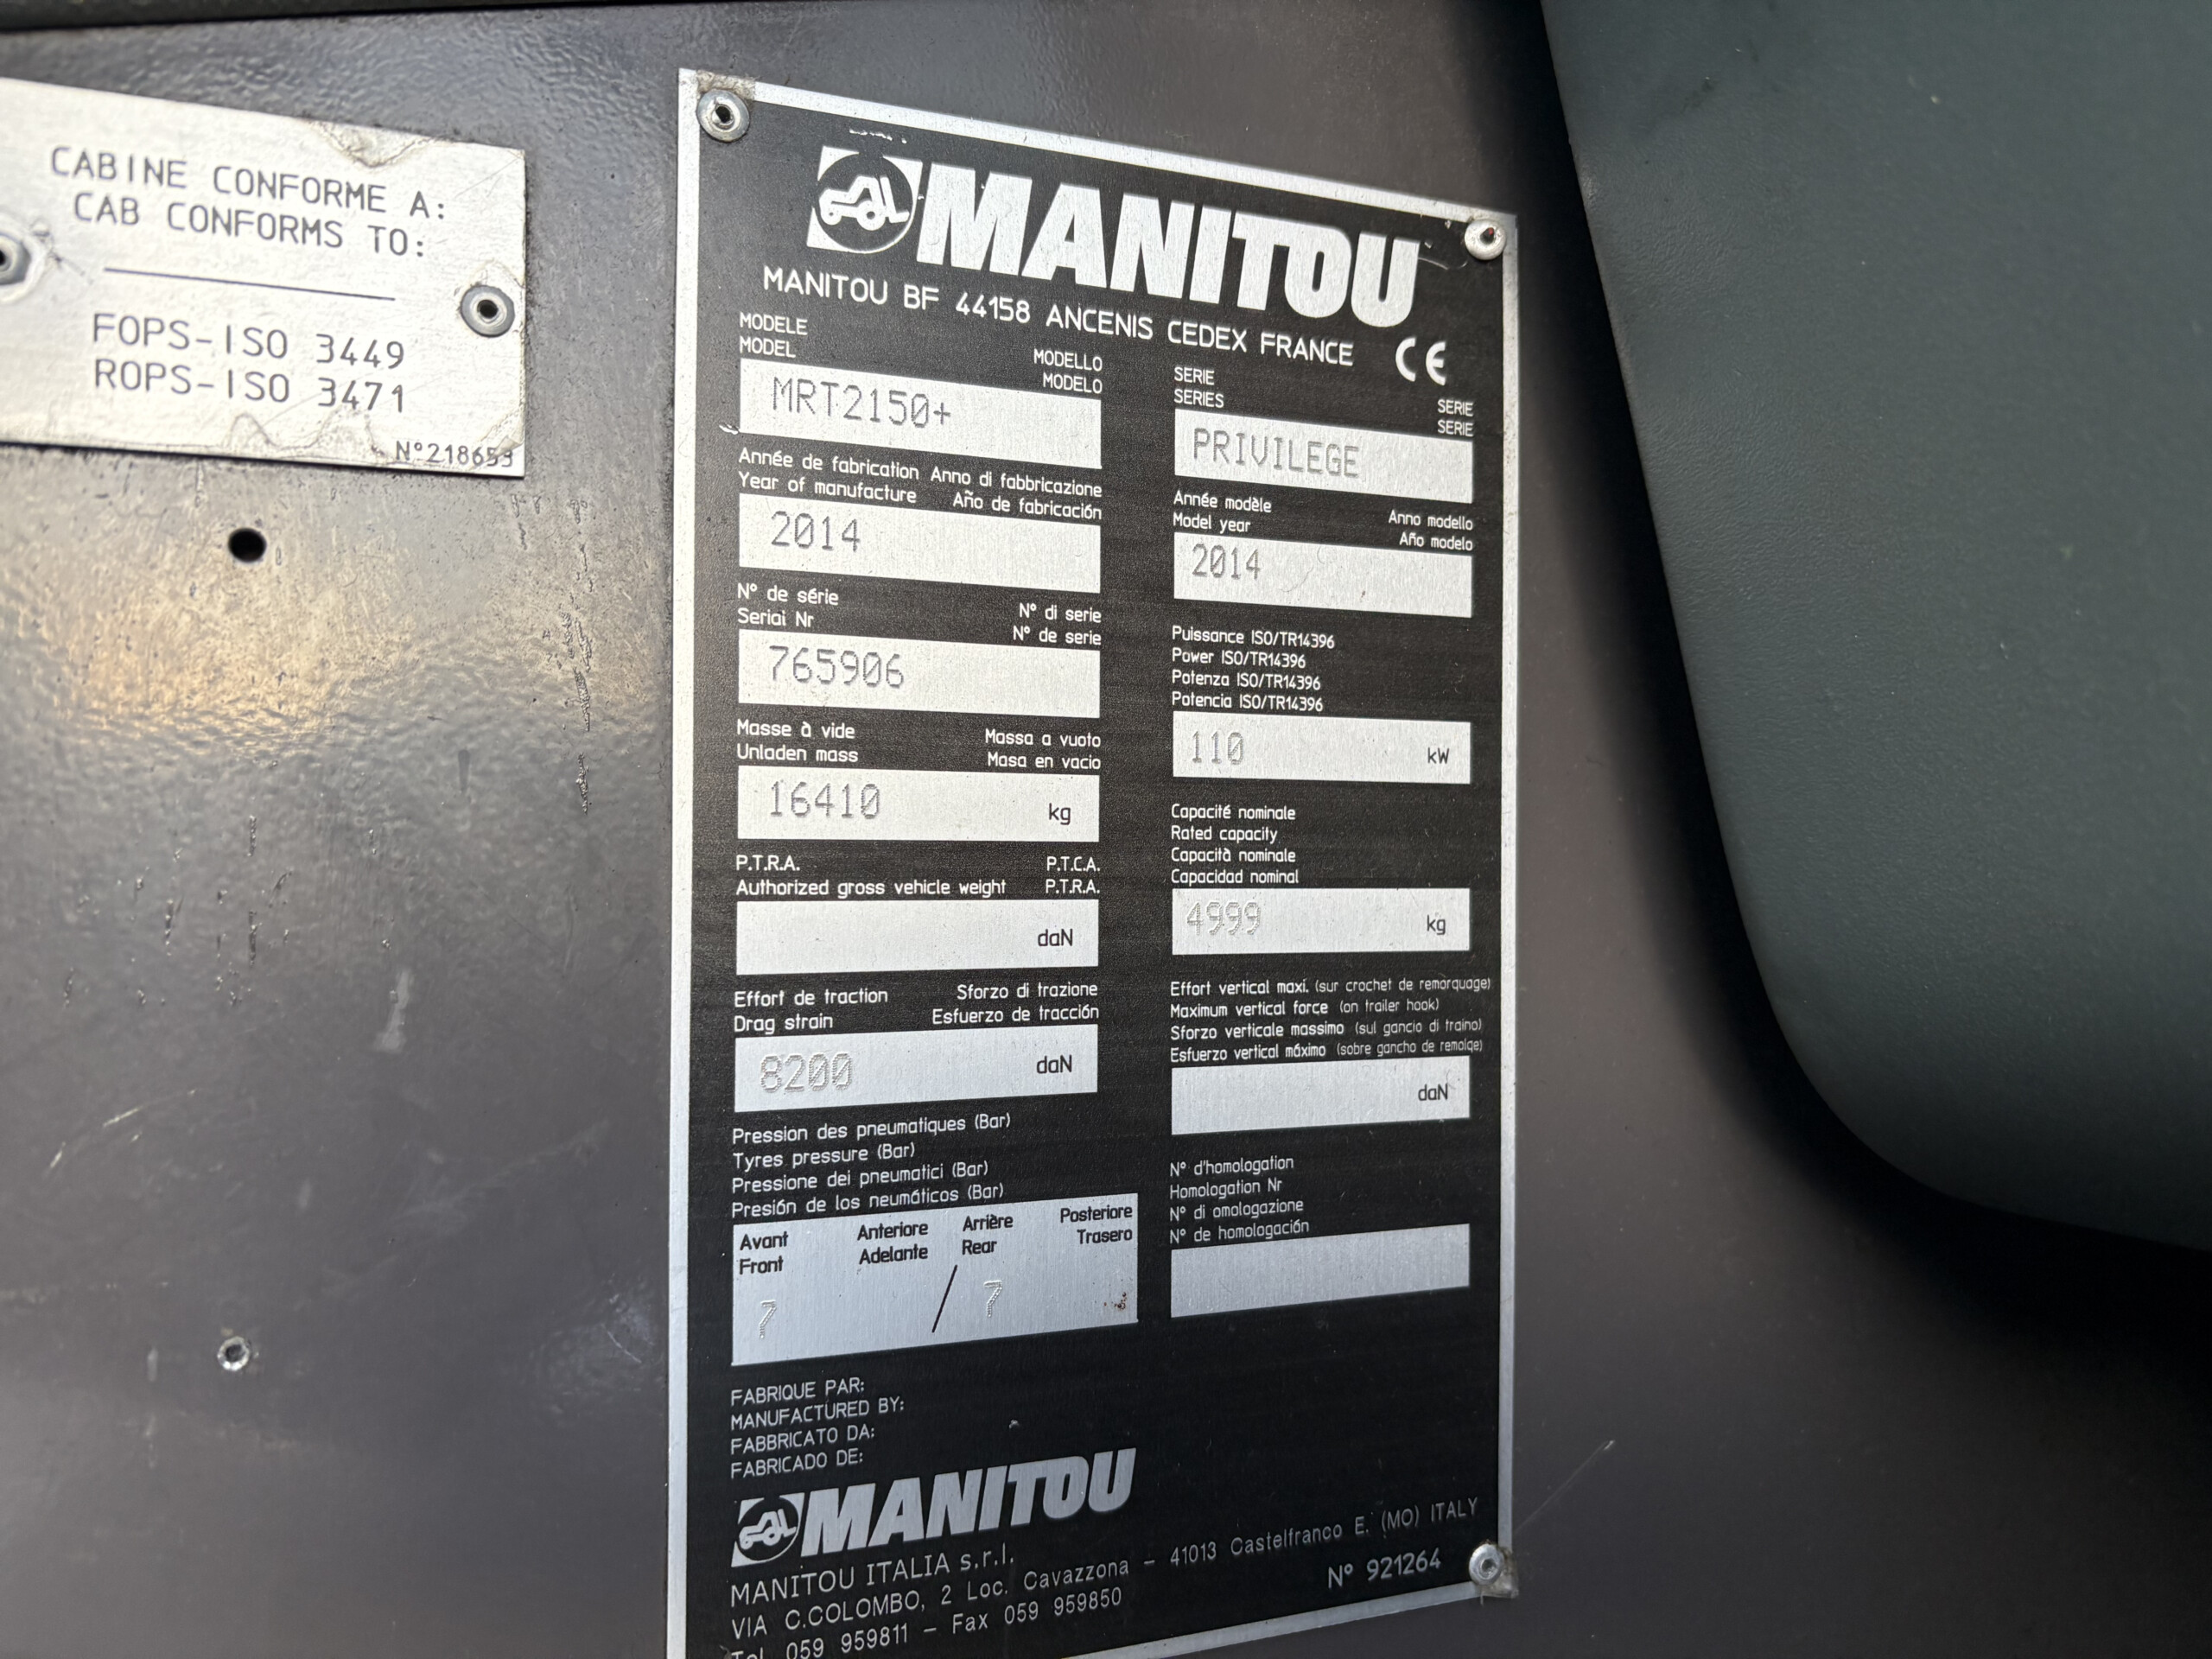 CABINE CONFORME A:
CAB CONFORMS TO:
FOPS-ISO 3449
ROPS-ISO 3471
N°218653
MANITOU
MANITOU BF 44158 ANCENIS CEDEX FRANCE CE
MODELE
MODEL
MODELLO
MODELO
MRT2150+
SERIE
SERIES
SERIE
SERIE
PRIVILEGE
Année de fabrication Anno di fabbricazione
Year of manufacture Año de fabricación
2014
Année modèle Anno modello
Model year Año modelo
2014
N° de série N° di serie
Serial Nr N° de serie
765906
Puissance ISO/TR14396
Power ISO/TR14396
Potenza ISO/TR14396
Potencia ISO/TR14396
110 kW
Masse à vide Massa a vuoto
Unladen mass Masa en vacio
16410 kg
Capacité nominale
Rated capacity
Capacità nominale
Capacidad nominal
4999 kg
P.T.R.A. P.T.C.A.
Authorized gross vehicle weight P.T.R.A.
daN
Effort de traction Sforzo di trazione
Drag strain Esfuerzo de tracción
8200 daN
Effort vertical maxi. (sur crochet de remorquage)
Maximum vertical force (on trailer hook)
Sforzo verticale massimo (sul gancio di traino)
Esfuerzo vertical máximo (sobre gancho de remolqe)
daN
Pression des pneumatiques (Bar)
Tyres pressure (Bar)
Pressione dei pneumatici (Bar)
Presión de los neumáticos (Bar)
Avant Anteriore Arrière Posteriore
Front Adelante Rear Trasero
7 / 7
N° d'homologation
Homologation Nr
N° di omologazione
N° de homologación
FABRIQUE PAR:
MANUFACTURED BY:
FABBRICATO DA:
FABRICADO DE:
MANITOU
MANITOU ITALIA s.r.l.
VIA C.COLOMBO, 2 Loc. Cavazzona - 41013 Castelfranco E. (MO) ITALY
Tel 059 959811 - Fax 059 959850
N° 921264